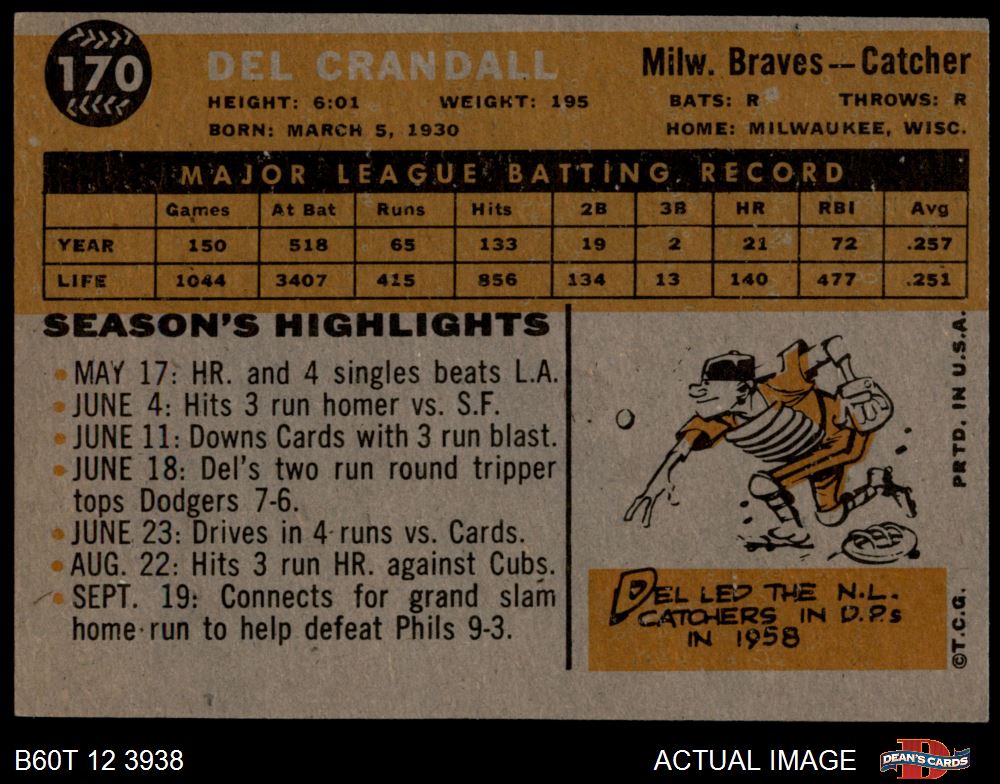 170
DEL CRANDALL
Milw. Braves--Catcher
HEIGHT: 6:01 WEIGHT: 195 BATS: R THROWS: R
BORN: MARCH 5, 1930 HOME: MILWAUKEE, WISC.
MAJOR LEAGUE BATTING RECORD
Games At Bat Runs Hits 2B 3B HR RBI Avg
YEAR 150 518 65 133 19 2 21 72 .257
LIFE 1044 3407 415 856 134 13 140 477 .251
SEASON'S HIGHLIGHTS
• MAY 17: HR. and 4 singles beats L.A.
• JUNE 4: Hits 3 run homer vs. S.F.
• JUNE 11: Downs Cards with 3 run blast.
• JUNE 18: Del's two run round tripper
tops Dodgers 7-6.
• JUNE 23: Drives in 4 runs vs. Cards.
• AUG. 22: Hits 3 run HR. against Cubs.
• SEPT. 19: Connects for grand slam
home run to help defeat Phils 9-3.
DEL LED THE N.L.
CATCHERS IN D.P.s
IN 1958
PRTD. IN U.S.A.
©T.C.G.
B60T 12 3938
ACTUAL IMAGE
DEAN'S CARDS